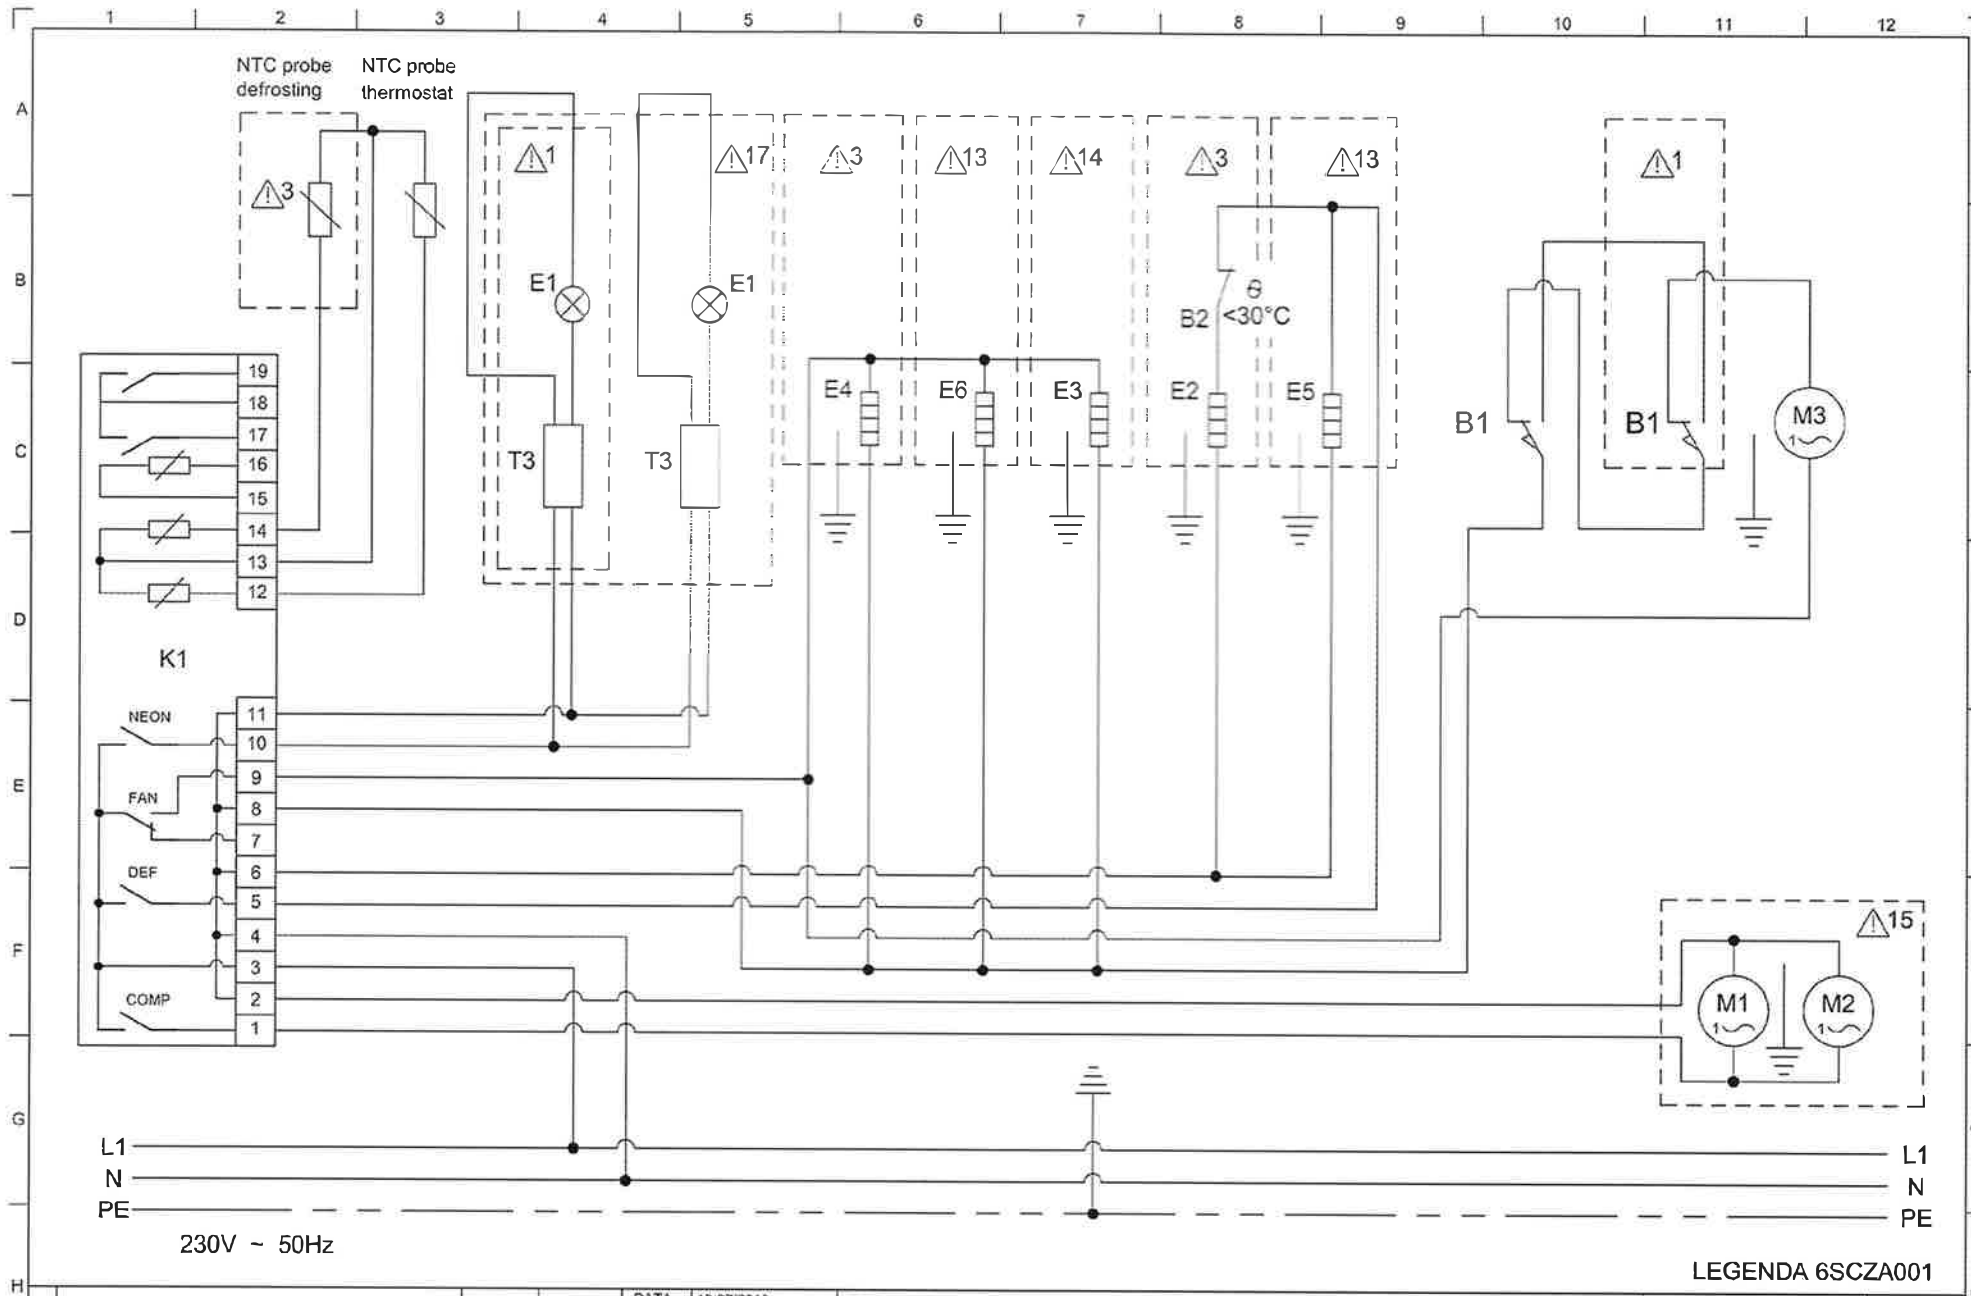 1 2 3 4 5 6 7 8 9 10 11 12
NTC probe
defrosting
NTC probe
thermostat
A
B
C
D
E
F
G
H
3
1
17
3
13
14
3
13
1
E1
E1
B2
θ
<30°C
T3
T3
E4
E6
E3
E2
E5
B1
B1
M3
1
19
18
17
16
15
14
13
12
K1
NEON
11
10
9
FAN
8
7
DEF
6
5
4
3
COMP
2
1
15
M1
1
M2
1
L1
N
PE
L1
N
PE
230V ~ 50Hz
LEGENDA 6SCZA001